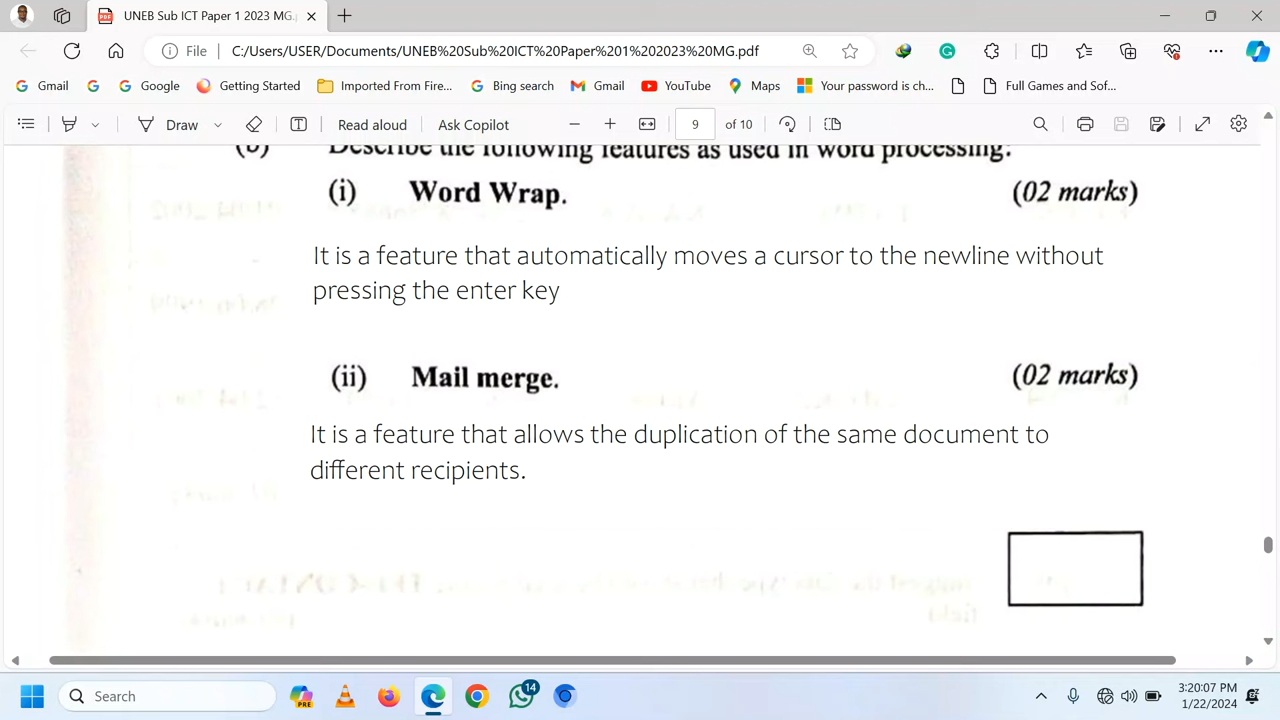 UNEB Sub ICT Paper 1 2023 MG.p
File C:/Users/USER/Documents/UNEB%20Sub%20ICT%20Paper%201%202023%20MG.pdf
Gmail Google Getting Started Imported From Fire... Bing search Gmail YouTube Maps Your password is ch... Full Games and Sof...
Draw Read aloud Ask Copilot 9 of 10
(b) Describe the following features as used in word processing:
(i) Word Wrap. (02 marks)
It is a feature that automatically moves a cursor to the newline without
pressing the enter key
(ii) Mail merge. (02 marks)
It is a feature that allows the duplication of the same document to
different recipients.
Search PRE 14 3:20:07 PM
1/22/2024